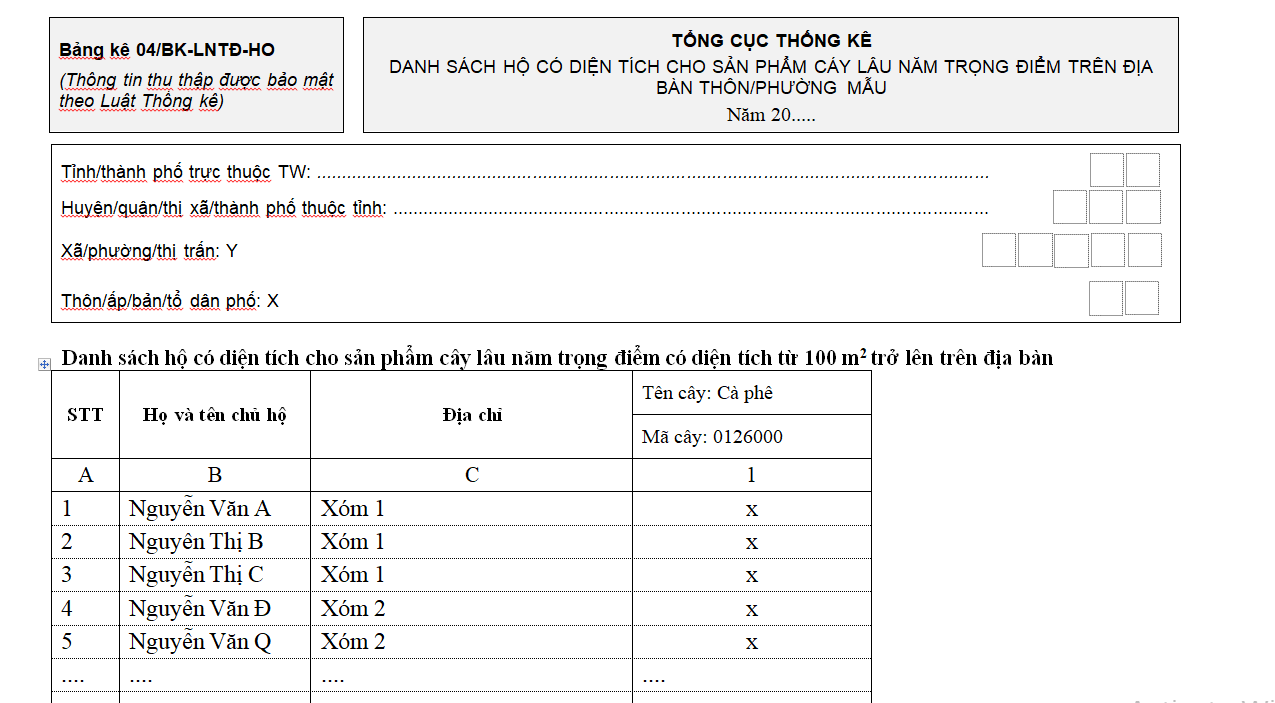 Bảng kê 04/BK-LNTĐ-HO
(Thông tin thu thập được bảo mật
theo Luật Thống kê)
TỔNG CỤC THỐNG KÊ
DANH SÁCH HỘ CÓ DIỆN TÍCH CHO SẢN PHẨM CÁY LÂU NĂM TRỌNG ĐIỂM TRÊN ĐỊA
BÀN THÔN/PHƯỜNG MẪU
Năm 20.....
Tỉnh/thành phố trực thuộc TW: ........................................................................
Huyện/quận/thị xã/thành phố thuộc tỉnh: ........................................................................
Xã/phường/thị trấn: Y
Thôn/ấp/bản/tổ dân phố: X
Danh sách hộ có diện tích cho sản phẩm cây lâu năm trọng điểm có diện tích từ 100 m² trở lên trên địa bàn
STT Họ và tên chủ hộ Địa chỉ Tên cây: Cà phê
Mã cây: 0126000
A B C 1
1 Nguyễn Văn A Xóm 1 x
2 Nguyên Thị B Xóm 1 x
3 Nguyễn Thị C Xóm 1 x
4 Nguyễn Văn Đ Xóm 2 x
5 Nguyễn Văn Q Xóm 2 x
.... .... .... ....